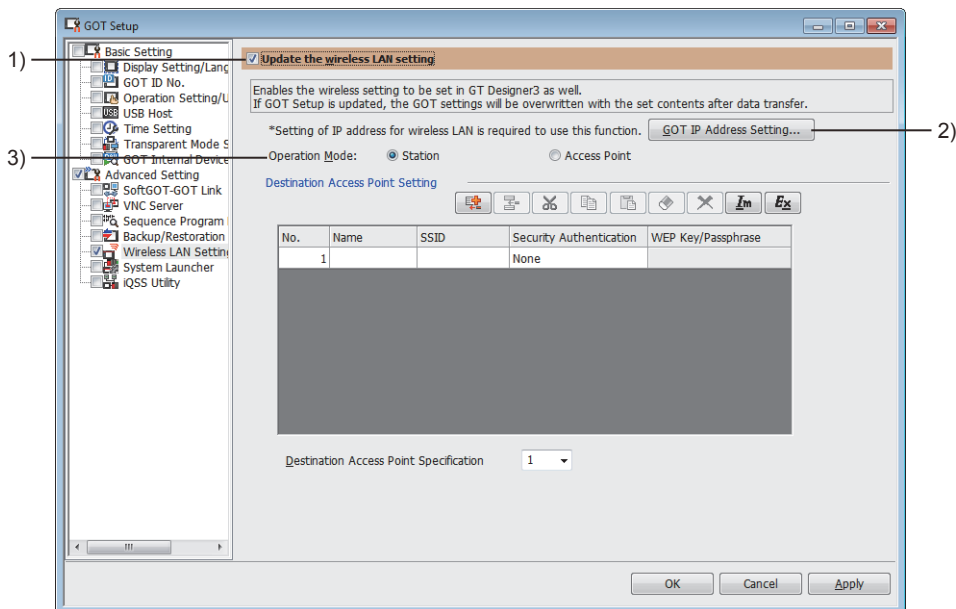 GOT Setup
1)
Basic Setting
Display Setting/Lang
GOT ID No.
Operation Setting/U
USB Host
Time Setting
Transparent Mode S
GOT Internal Device
Advanced Setting
SoftGOT-GOT Link
VNC Server
Sequence Program
Backup/Restoration
Wireless LAN Setting
System Launcher
iQSS Utility
Update the wireless LAN setting
Enables the wireless setting to be set in GT Designer3 as well.
If GOT Setup is updated, the GOT settings will be overwritten with the set contents after data transfer.
*Setting of IP address for wireless LAN is required to use this function. GOT IP Address Setting... 2)
3) Operation Mode: Station Access Point
Destination Access Point Setting
Im Ex
No. Name SSID Security Authentication WEP Key/Passphrase
1 None
Destination Access Point Specification 1
OK Cancel Apply